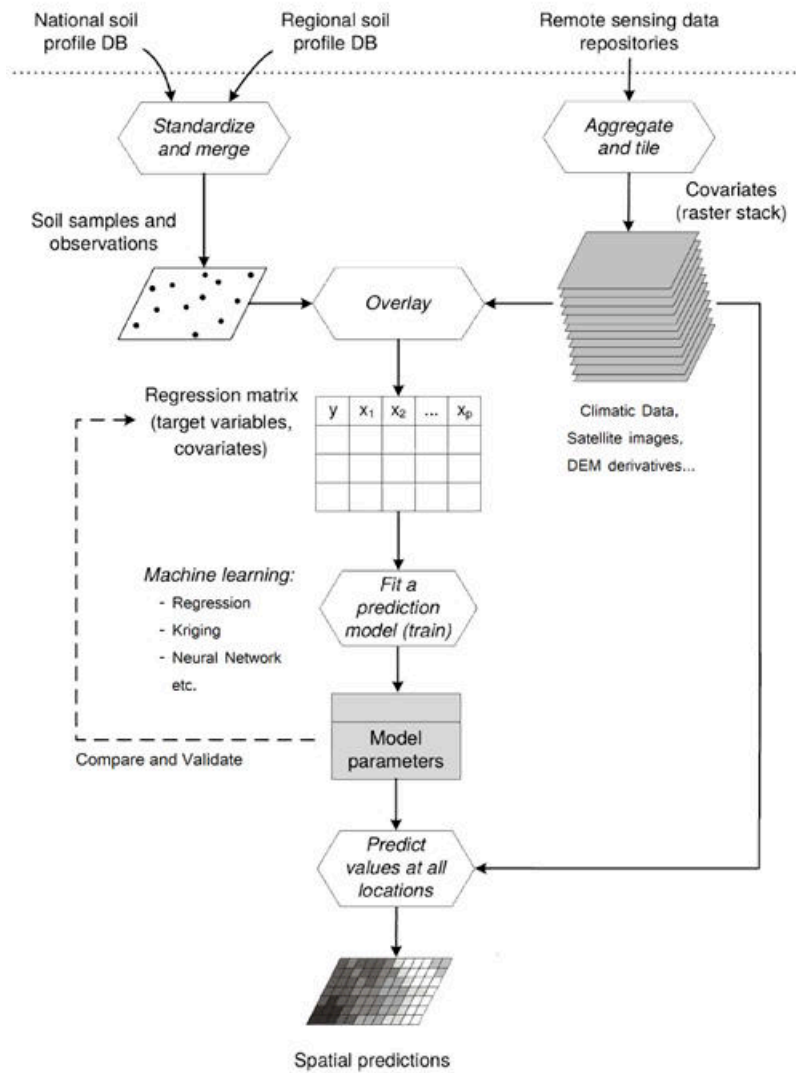 National soil
profile DB
Regional soil
profile DB
Remote sensing data
repositories
Standardize
and merge
Aggregate
and tile
Soil samples and
observations
Covariates
(raster stack)
Overlay
Regression matrix
(target variables,
covariates)
y x1 x2 ... xp
Climatic Data,
Satellite images,
DEM derivatives...
Machine learning:
- Regression
- Kriging
- Neural Network
etc.
Fit a
prediction
model (train)
Model
parameters
Compare and Validate
Predict
values at all
locations
Spatial predictions